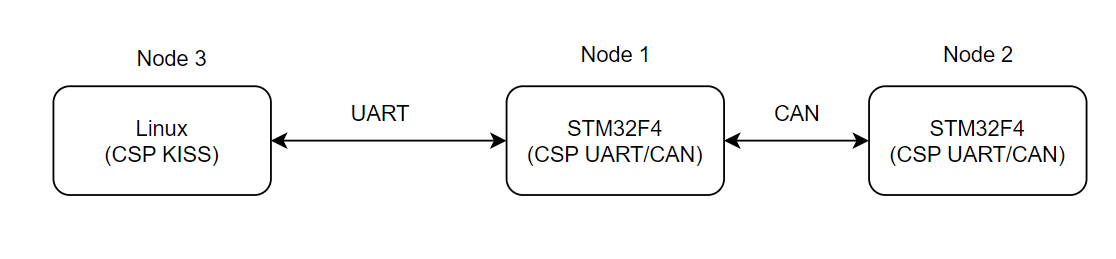 Node 3
Node 1
Node 2
UART
CAN
Linux
(CSP KISS)
STM32F4
(CSP UART/CAN)
STM32F4
(CSP UART/CAN)